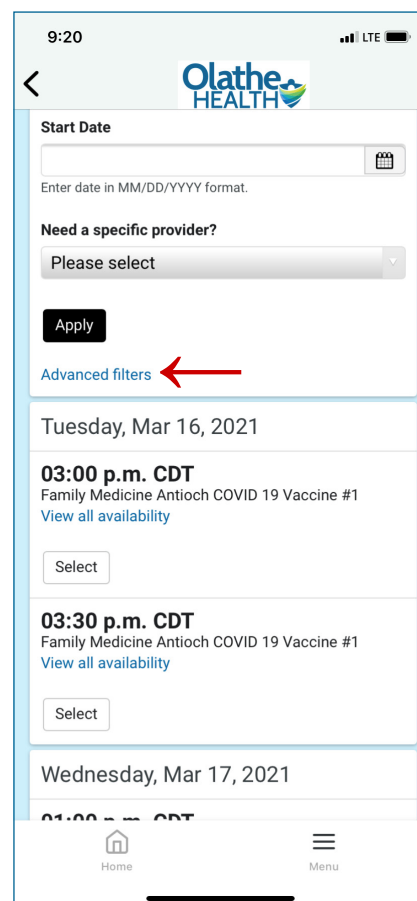 9:20
LTE
Olathe
HEALTH
Start Date
Enter date in MM/DD/YYYY format.
Need a specific provider?
Please select
Apply
Advanced filters
Tuesday, Mar 16, 2021
03:00 p.m. CDT
Family Medicine Antioch COVID 19 Vaccine #1
View all availability
Select
03:30 p.m. CDT
Family Medicine Antioch COVID 19 Vaccine #1
View all availability
Select
Wednesday, Mar 17, 2021
01:00 p.m. CDT
Home
Menu